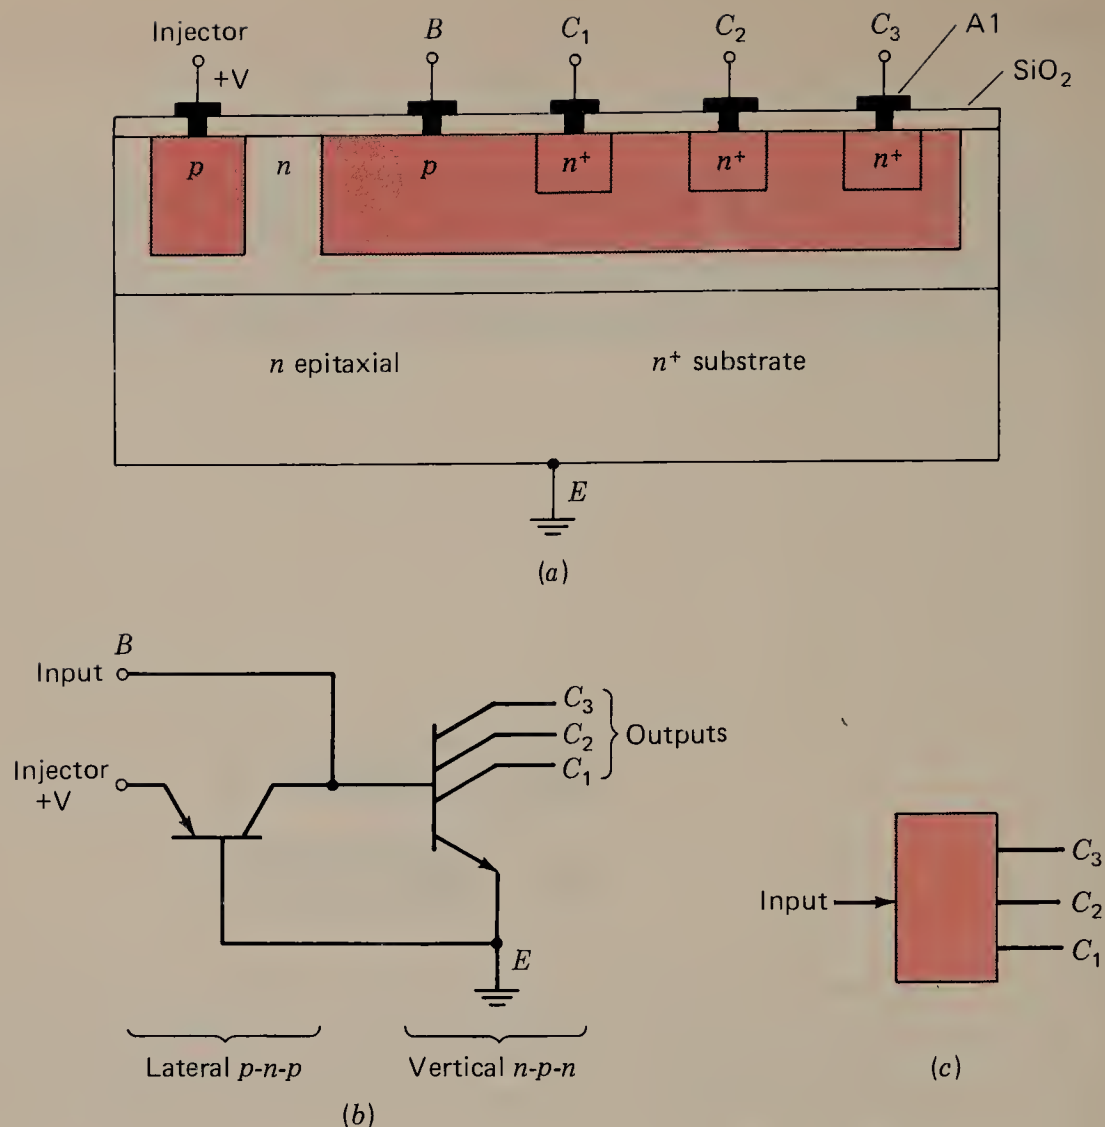 Injector
+V
B
C₁
C₂
C₃
A1
SiO₂
p
n
p
n⁺
n⁺
n⁺
n epitaxial
n⁺ substrate
E
(a)
B
Input
Injector
+V
C₃
C₂
C₁
Outputs
E
Lateral p-n-p
Vertical n-p-n
(b)
Input
C₃
C₂
C₁
(c)